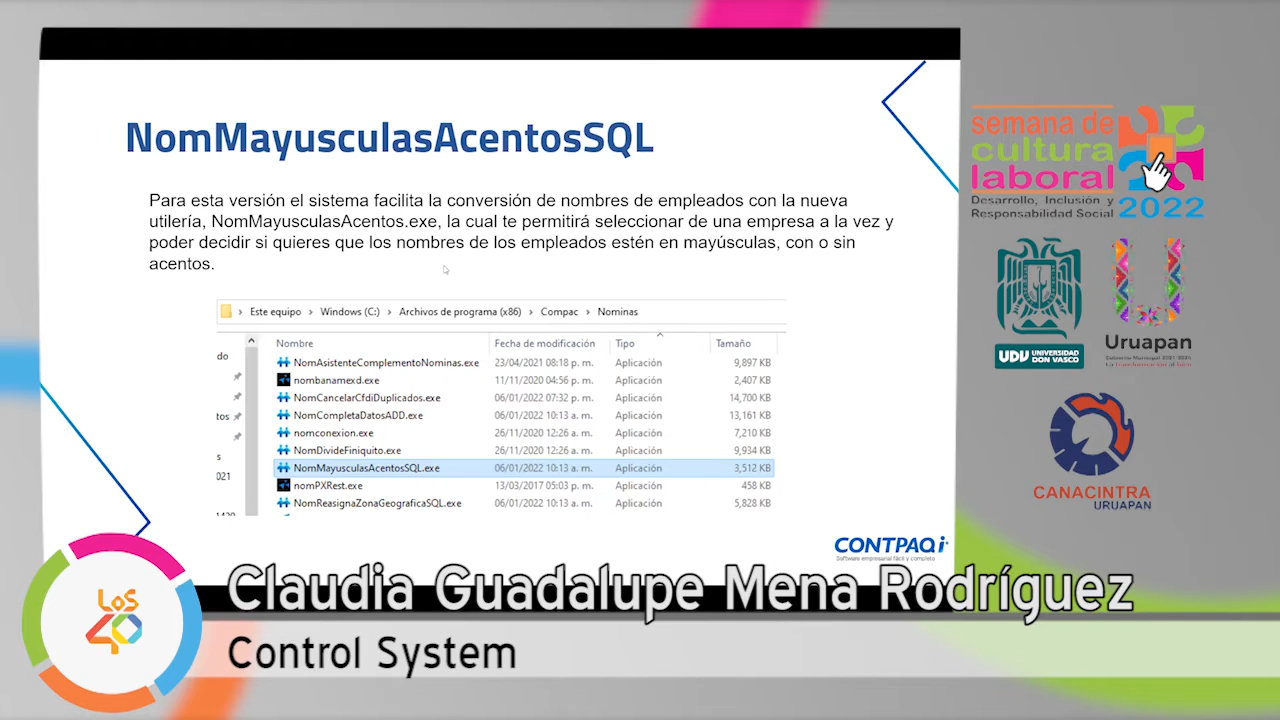 NomMayusculasAcentosSQL
Para esta versión el sistema facilita la conversión de nombres de empleados con la nueva
utilería, NomMayusculasAcentos.exe, la cual te permitirá seleccionar de una empresa a la vez y
poder decidir si quieres que los nombres de los empleados estén en mayúsculas, con o sin
acentos.
Este equipo > Windows (C:) > Archivos de programa (x86) > Compac > Nominas
Nombre Fecha de modificación Tipo Tamaño
do
NomAsistenteComplementoNominas.exe 23/04/2021 08:18 p. m. Aplicación 9,897 KB
nombanamexd.exe 11/11/2020 04:56 p. m. Aplicación 2,407 KB
NomCancelarCfdiDuplicados.exe 06/01/2022 07:32 p. m. Aplicación 14,700 KB
tos
NomCompletaDatosADD.exe 06/01/2022 10:13 a. m. Aplicación 13,161 KB
nomconexion.exe 26/11/2020 12:26 a. m. Aplicación 7,210 KB
s
NomDivideFiniquito.exe 26/11/2020 12:26 a. m. Aplicación 9,934 KB
NomMayusculasAcentosSQL.exe 06/01/2022 10:13 a. m. Aplicación 3,512 KB
021
nomPXRest.exe 13/03/2017 05:03 p. m. Aplicación 458 KB
NomReasignaZonaGeograficaSQL.exe 06/01/2022 10:13 a. m. Aplicación 5,828 KB
CONTPAQi
Software empresarial fácil y completo
semana de
cultura
laboral
Desarrollo, Inclusión y
Responsabilidad Social
2022
UDV UNIVERSIDAD
DON VASCO
Uruapan
Gobierno Municipal 2021-2024
CANACINTRA
URUAPAN
LOS
40
Claudia Guadalupe Mena Rodríguez
Control System